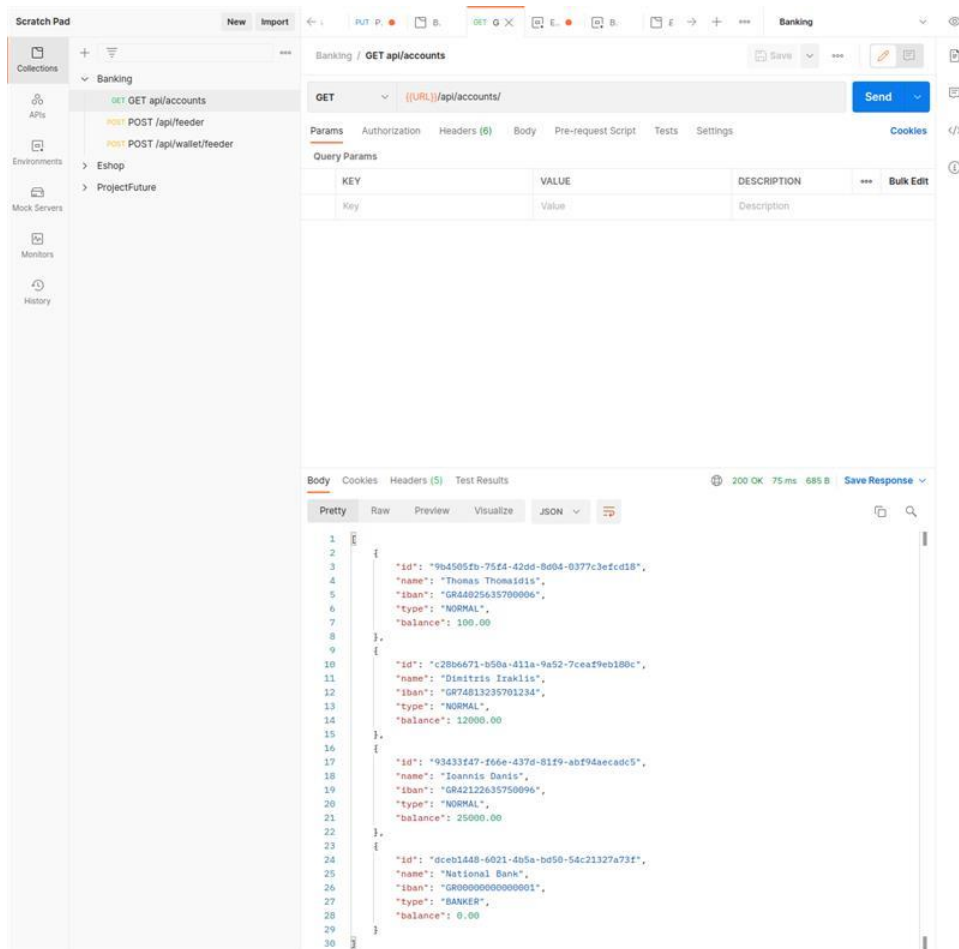 Scratch Pad New Import
PUT P. B. GET G E. B. E Banking
Collections
APIs
Environments
Mock Servers
Monitors
History
Banking
GET GET api/accounts
POST POST /api/feeder
POST POST /api/wallet/feeder
Eshop
ProjectFuture
Banking / GET api/accounts Save
GET {{URL}}/api/accounts/ Send
Params Authorization Headers (6) Body Pre-request Script Tests Settings Cookies
Query Params
KEY VALUE DESCRIPTION Bulk Edit
Key Value Description
Body Cookies Headers (5) Test Results 200 OK 75 ms 685 B Save Response
Pretty Raw Preview Visualize JSON
1 [
2 {
3 "id": "9b4505fb-75f4-42dd-8d04-0377c3efcd18",
4 "name": "Thomas Thomaidis",
5 "iban": "GR44025635700006",
6 "type": "NORMAL",
7 "balance": 100.00
8 },
9 {
10 "id": "c28b6671-b50a-411a-9a52-7ceaf9eb180c",
11 "name": "Dimitris Iraklis",
12 "iban": "GR74813235701234",
13 "type": "NORMAL",
14 "balance": 12000.00
15 },
16 {
17 "id": "93433f47-f66e-437d-81f9-abf94aecadc5",
18 "name": "Ioannis Danis",
19 "iban": "GR42122635750096",
20 "type": "NORMAL",
21 "balance": 25000.00
22 },
23 {
24 "id": "dceb1448-6021-4b5a-bd50-54c21327a73f",
25 "name": "National Bank",
26 "iban": "GR00000000000001",
27 "type": "BANKER",
28 "balance": 0.00
29 }
30 ]